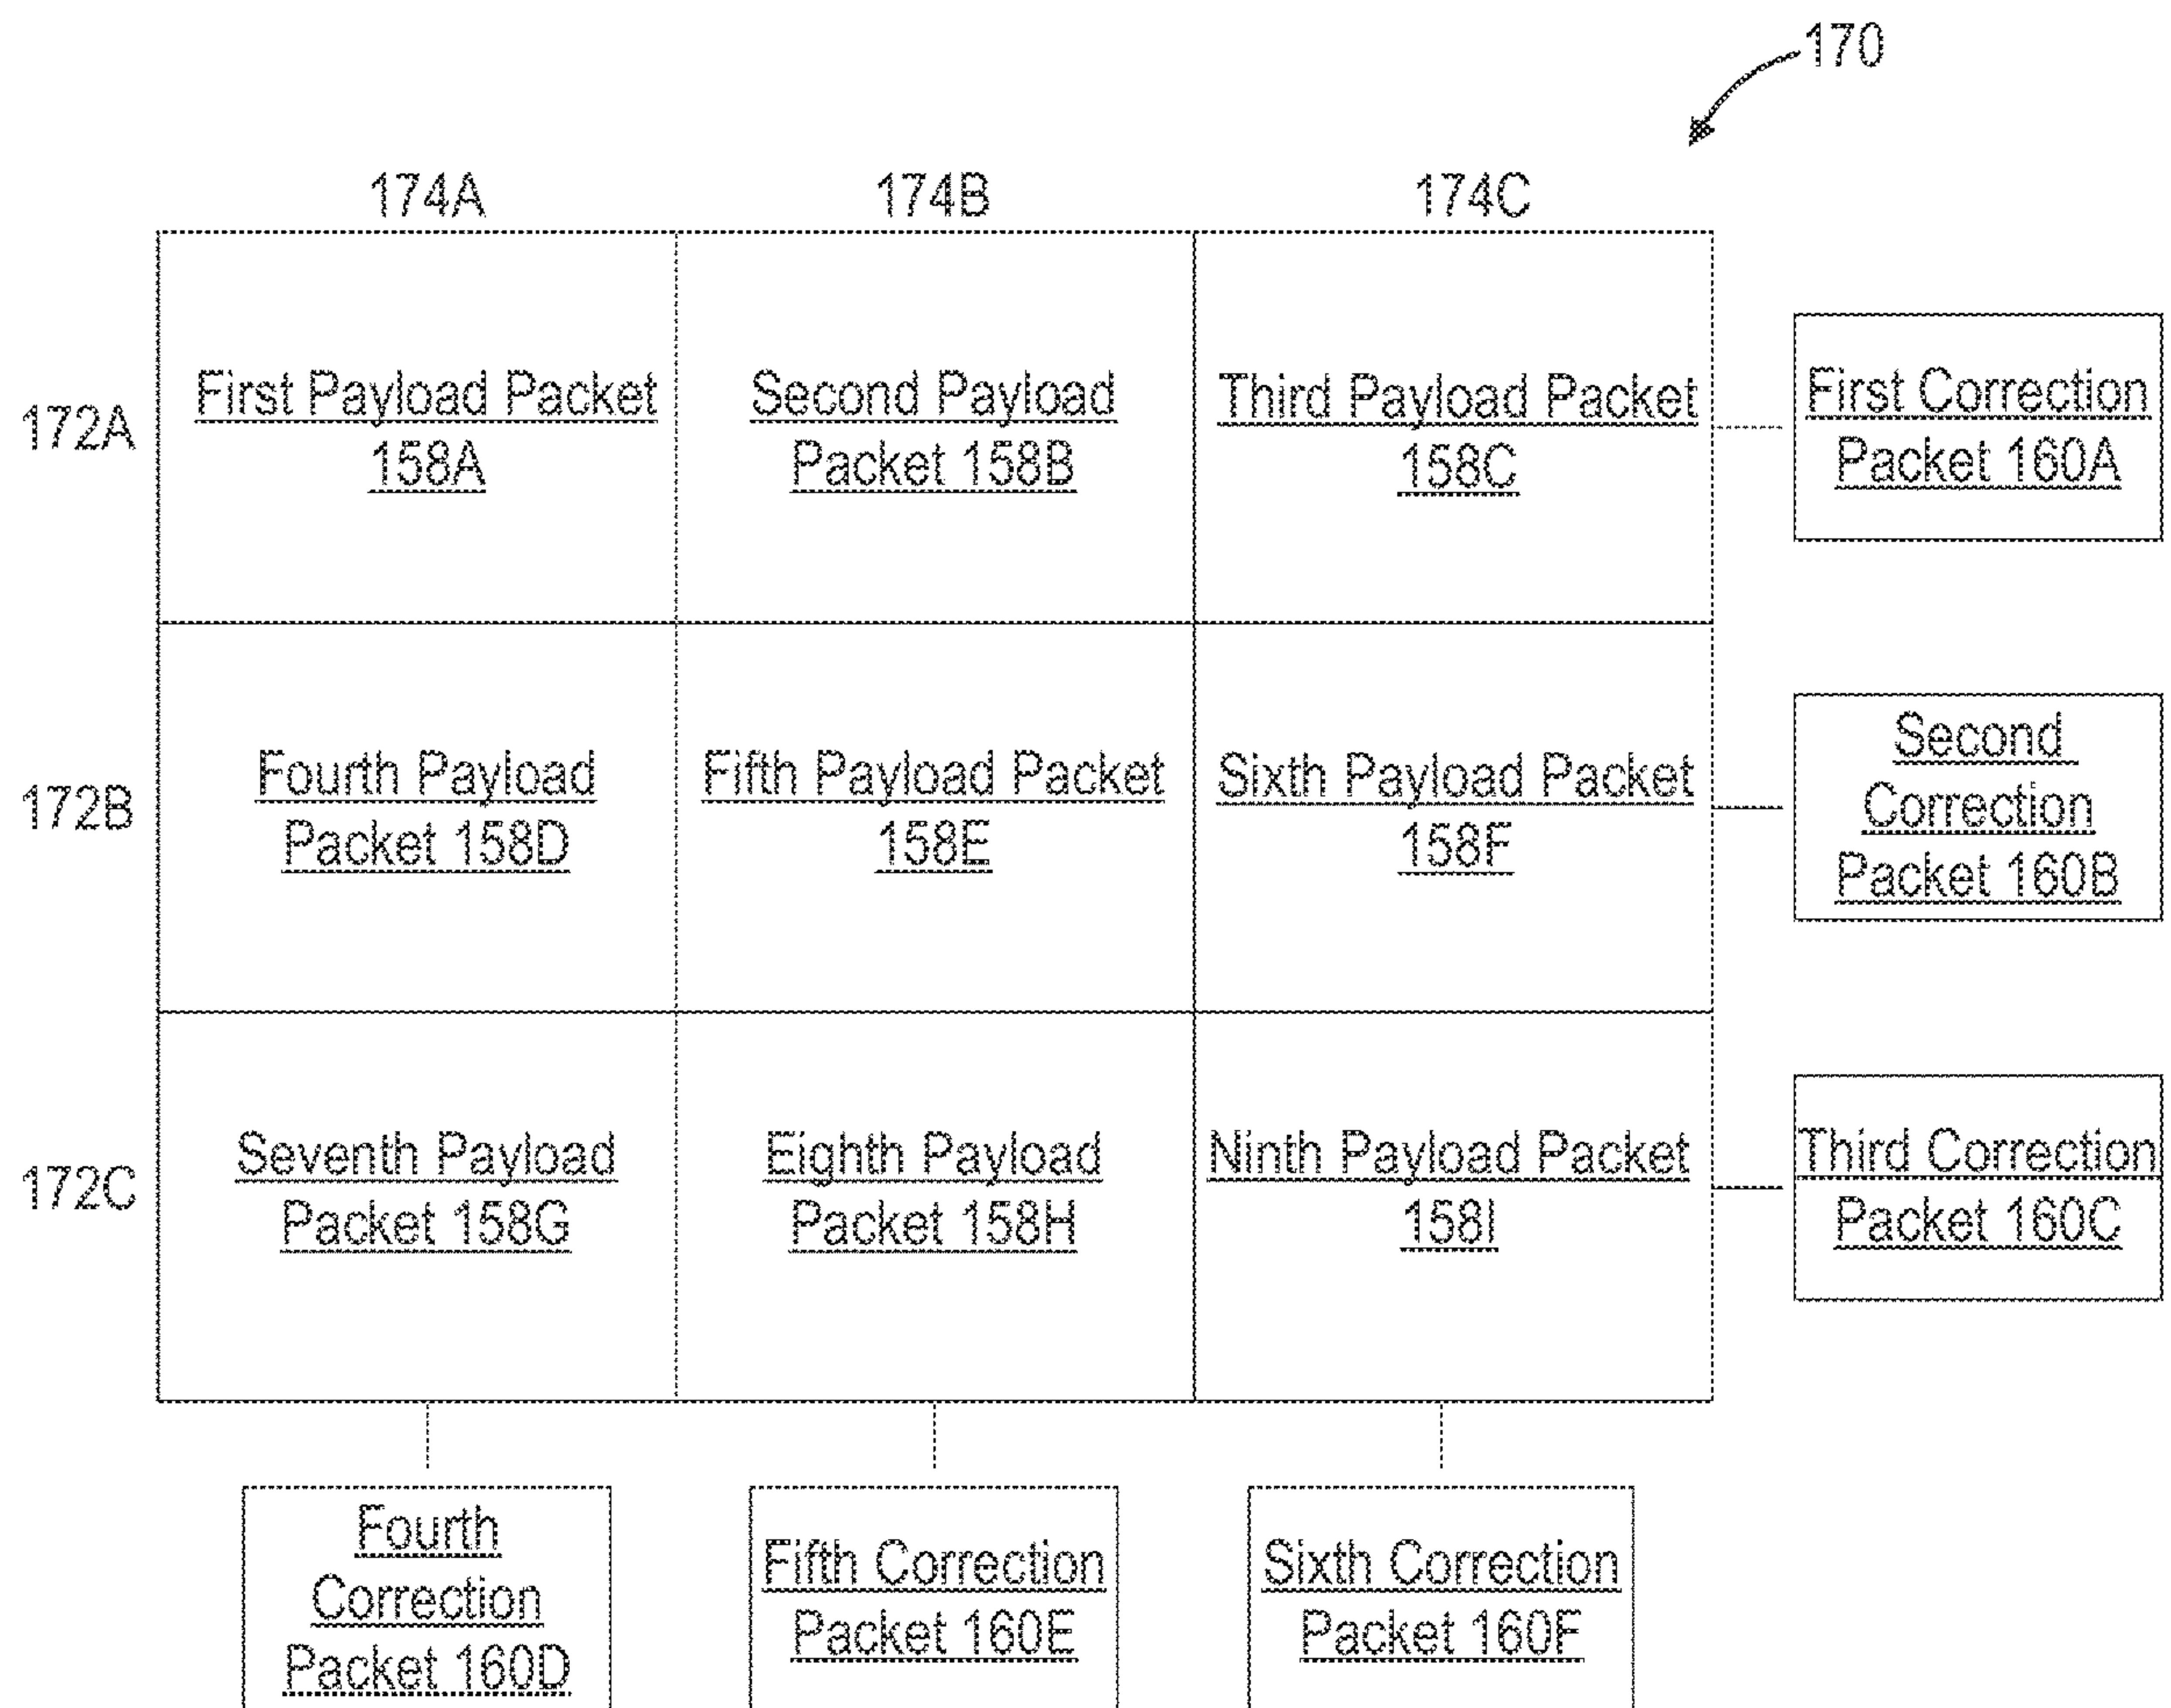 170
174A 174B 174C
172A
First Payload Packet
158A
Second Payload
Packet 158B
Third Payload Packet
158C
First Correction
Packet 160A
172B
Fourth Payload
Packet 158D
Fifth Payload Packet
158E
Sixth Payload Packet
158F
Second
Correction
Packet 160B
172C
Seventh Payload
Packet 158G
Eighth Payload
Packet 158H
Ninth Payload Packet
158I
Third Correction
Packet 160C
Fourth
Correction
Packet 160D
Fifth Correction
Packet 160E
Sixth Correction
Packet 160F